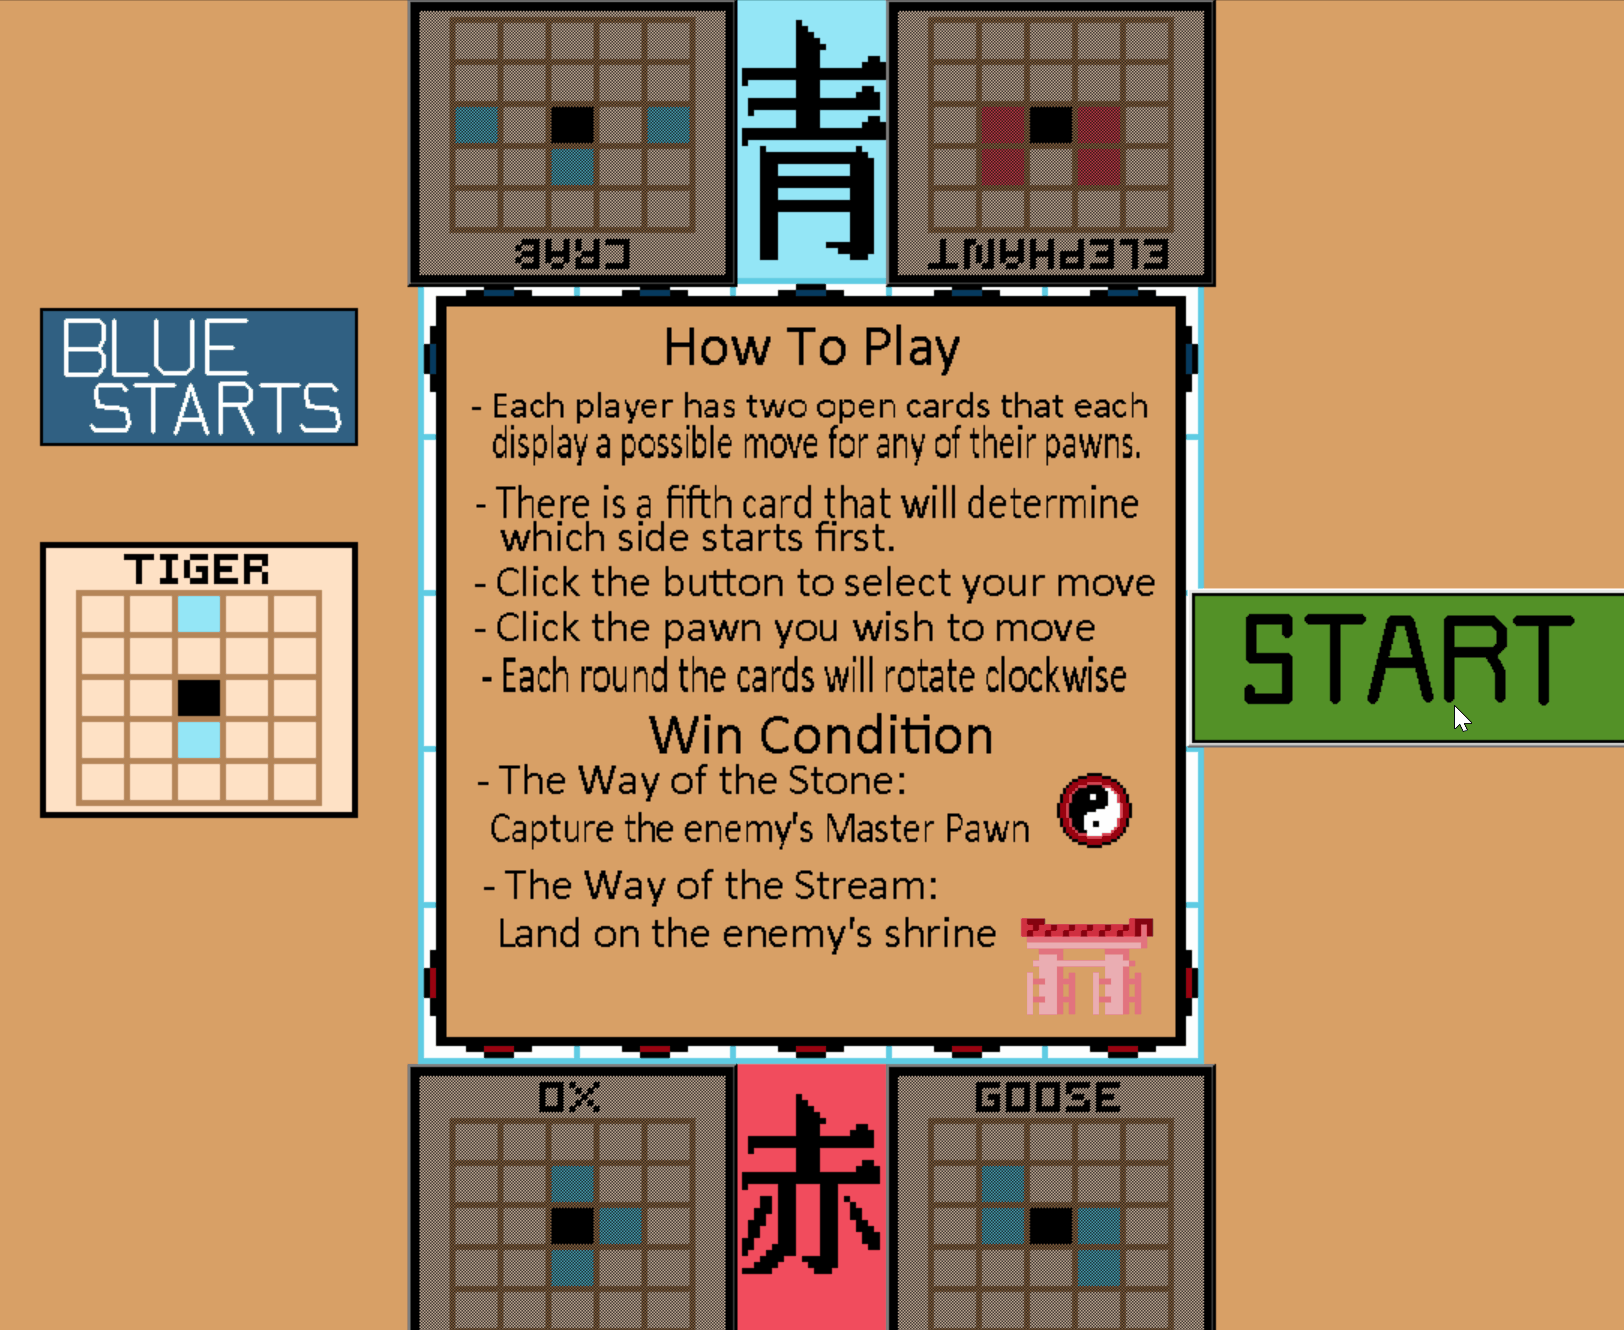 CRAB
青
ELEPHANT
BLUE
STARTS
TIGER
How To Play
- Each player has two open cards that each
display a possible move for any of their pawns.
- There is a fifth card that will determine
which side starts first.
- Click the button to select your move
- Click the pawn you wish to move
- Each round the cards will rotate clockwise
Win Condition
- The Way of the Stone:
Capture the enemy's Master Pawn
- The Way of the Stream:
Land on the enemy's shrine
START
OX
赤
GOOSE